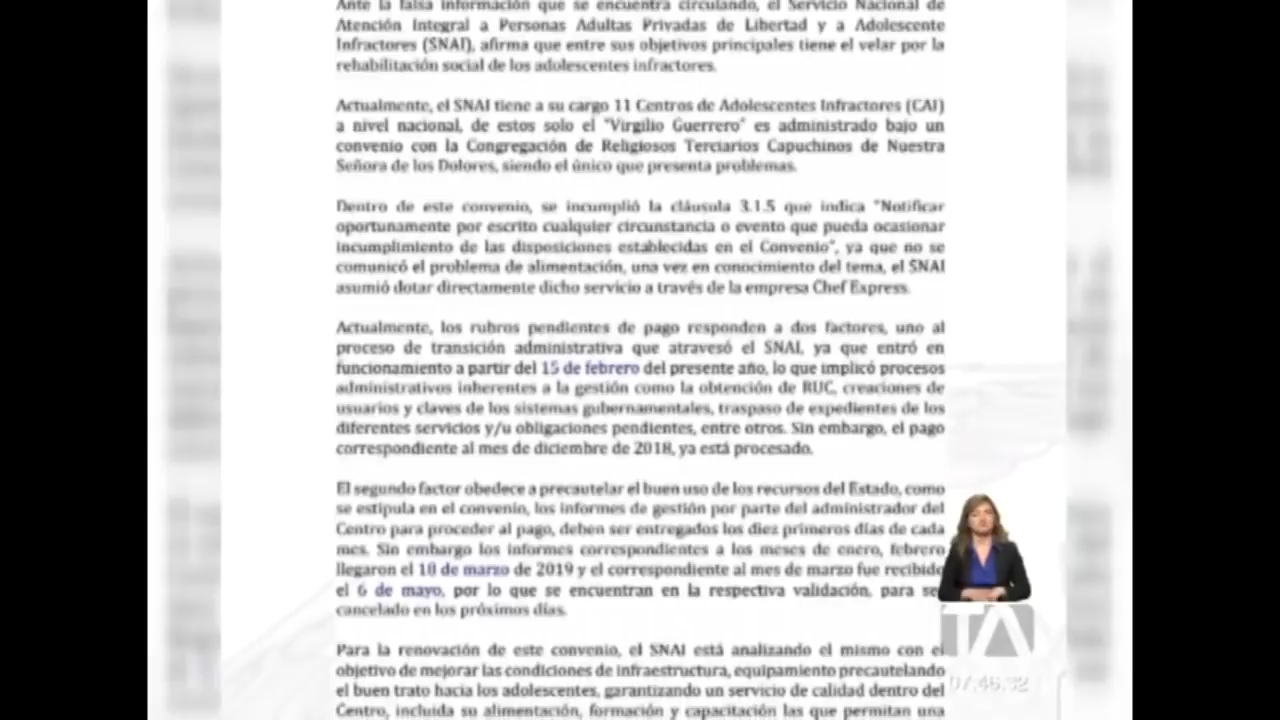 Ante la falsa información que se encuentra circulando, el Servicio Nacional de
Atención Integral a Personas Adultas Privadas de Libertad y a Adolescente
Infractores (SNAI), afirma que entre sus objetivos principales tiene el velar por la
rehabilitación social de los adolescentes infractores.
Actualmente, el SNAI tiene a su cargo 11 Centros de Adolescentes Infractores (CAI)
a nivel nacional, de estos solo el "Virgilio Guerrero" es administrado bajo un
convenio con la Congregación de Religiosos Terciarios Capuchinos de Nuestra
Señora de los Dolores, siendo el único que presenta problemas.
Dentro de este convenio, se incumplió la cláusula 3.1.5 que indica "Notificar
oportunamente por escrito cualquier circunstancia o evento que pueda ocasionar
incumplimiento de las disposiciones establecidas en el Convenio", ya que no se
comunicó el problema de alimentación, una vez en conocimiento del tema, el SNAI
asumió dotar directamente dicho servicio a través de la empresa Chef Express.
Actualmente, los rubros pendientes de pago responden a dos factores, uno al
proceso de transición administrativa que atravesó el SNAI, ya que entró en
funcionamiento a partir del 15 de febrero del presente año, lo que implicó procesos
administrativos inherentes a la gestión como la obtención de RUC, creaciones de
usuarios y claves de los sistemas gubernamentales, traspaso de expedientes de los
diferentes servicios y/u obligaciones pendientes, entre otros. Sin embargo, el pago
correspondiente al mes de diciembre de 2018, ya está procesado.
El segundo factor obedece a precautelar el buen uso de los recursos del Estado, como
se estipula en el convenio, los informes de gestión por parte del administrador del
Centro para proceder al pago, deben ser entregados los diez primeros días de cada
mes. Sin embargo los informes correspondientes a los meses de enero, febrero
llegaron el 18 de marzo de 2019 y el correspondiente al mes de marzo fue recibido
el 6 de mayo, por lo que se encuentran en la respectiva validación, para se
cancelado en los próximos días.
Para la renovación de este convenio, el SNAI está analizando el mismo con el
objetivo de mejorar las condiciones de infraestructura, equipamiento precautelando
el buen trato hacia los adolescentes, garantizando un servicio de calidad dentro del
Centro, incluida su alimentación, formación y capacitación las que permitan una
TA
07:46:32